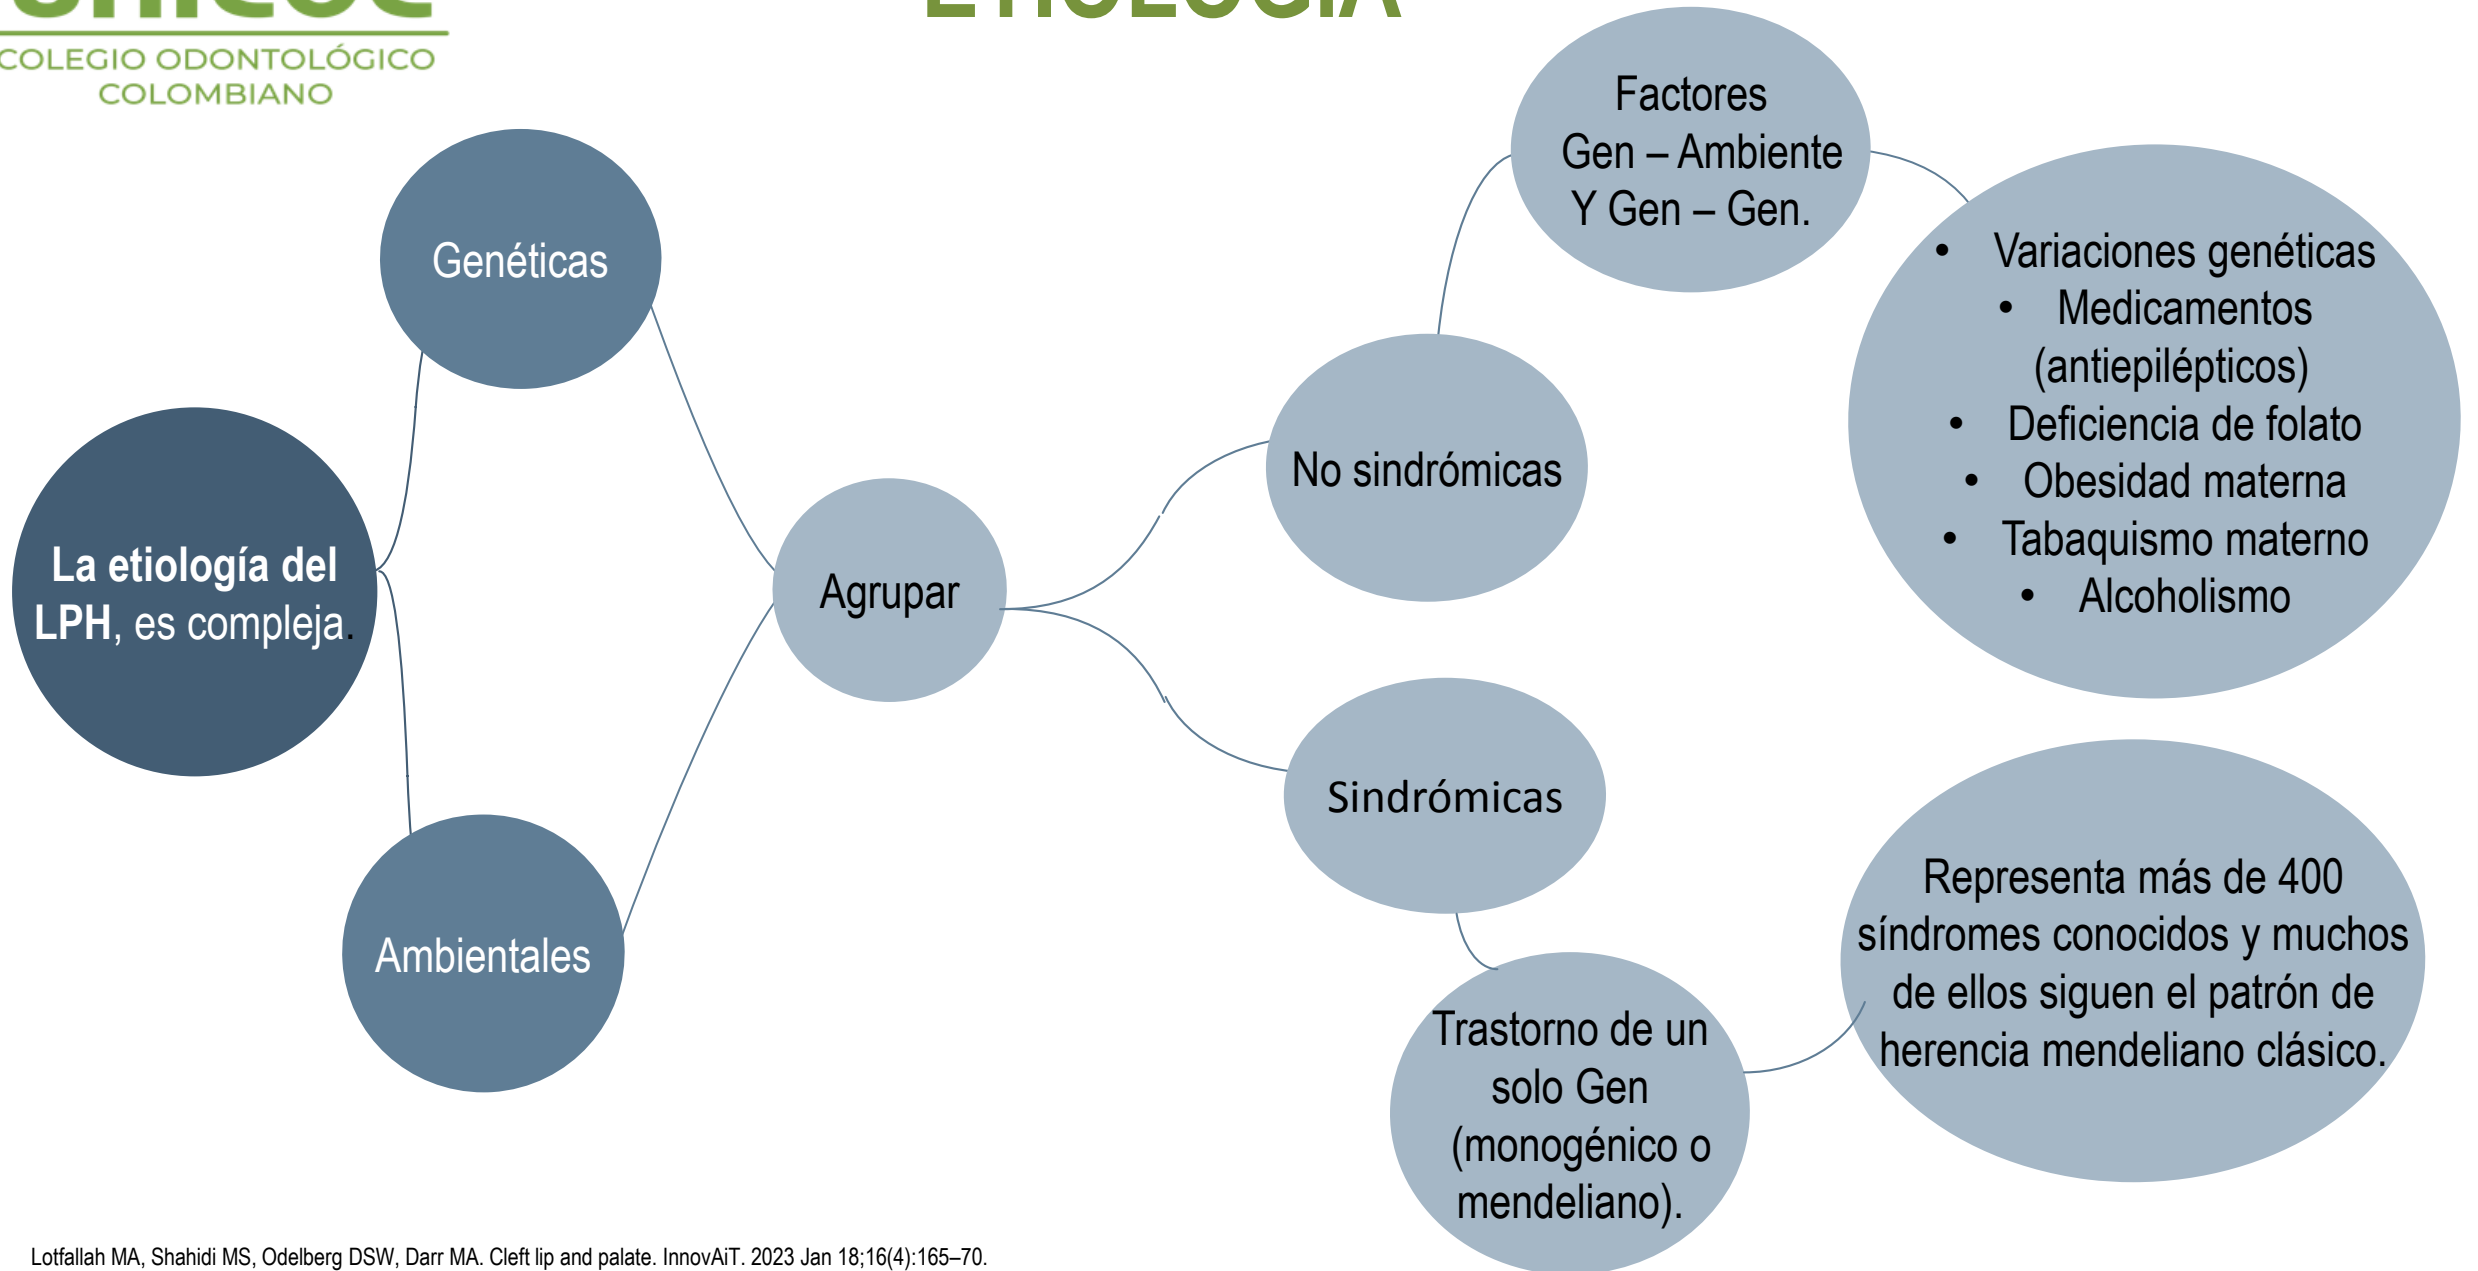 unicoc
COLEGIO ODONTOLÓGICO
COLOMBIANO
ETIOLOGÍA
La etiología del
LPH, es compleja.
Genéticas
Ambientales
Agrupar
No sindrómicas
Factores
Gen – Ambiente
Y Gen – Gen.
• Variaciones genéticas
• Medicamentos
(antiepilépticos)
• Deficiencia de folato
• Obesidad materna
• Tabaquismo materno
• Alcoholismo
Sindrómicas
Trastorno de un
solo Gen
(monogénico o
mendeliano).
Representa más de 400
síndromes conocidos y muchos
de ellos siguen el patrón de
herencia mendeliano clásico.
Lotfallah MA, Shahidi MS, Odelberg DSW, Darr MA. Cleft lip and palate. InnovAiT. 2023 Jan 18;16(4):165–70.